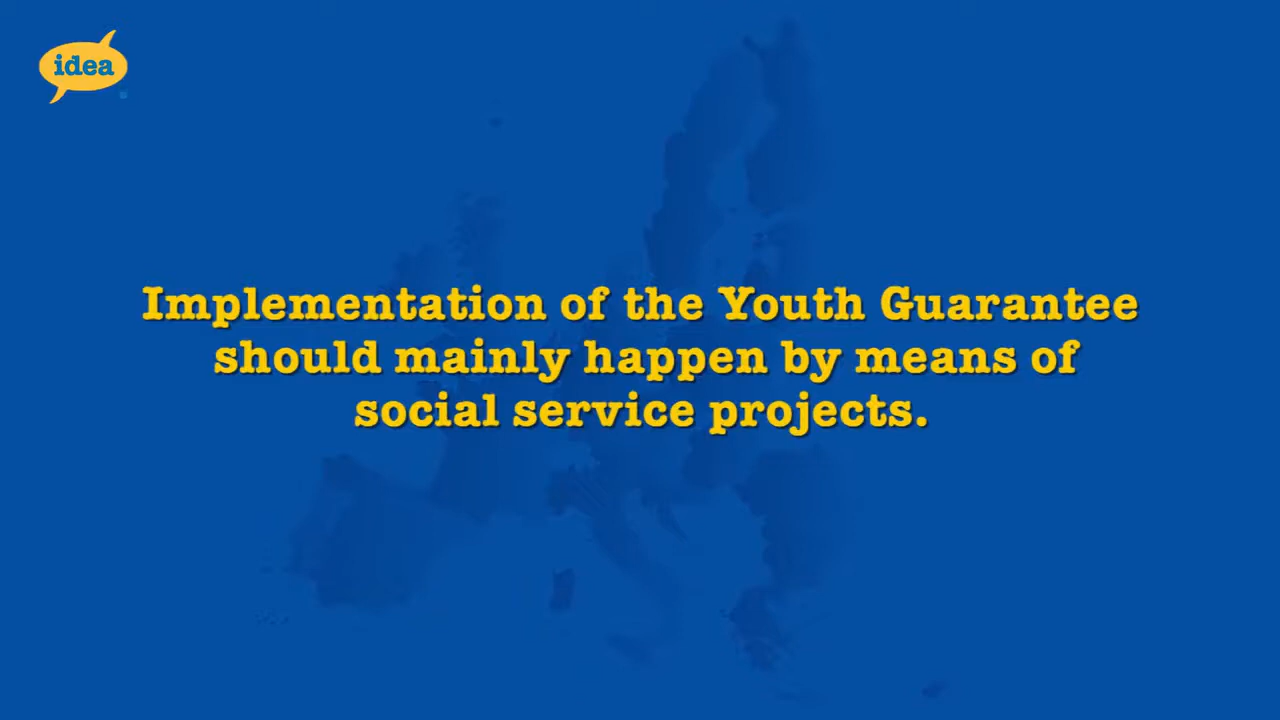 idea
Implementation of the Youth Guarantee
should mainly happen by means of
social service projects.